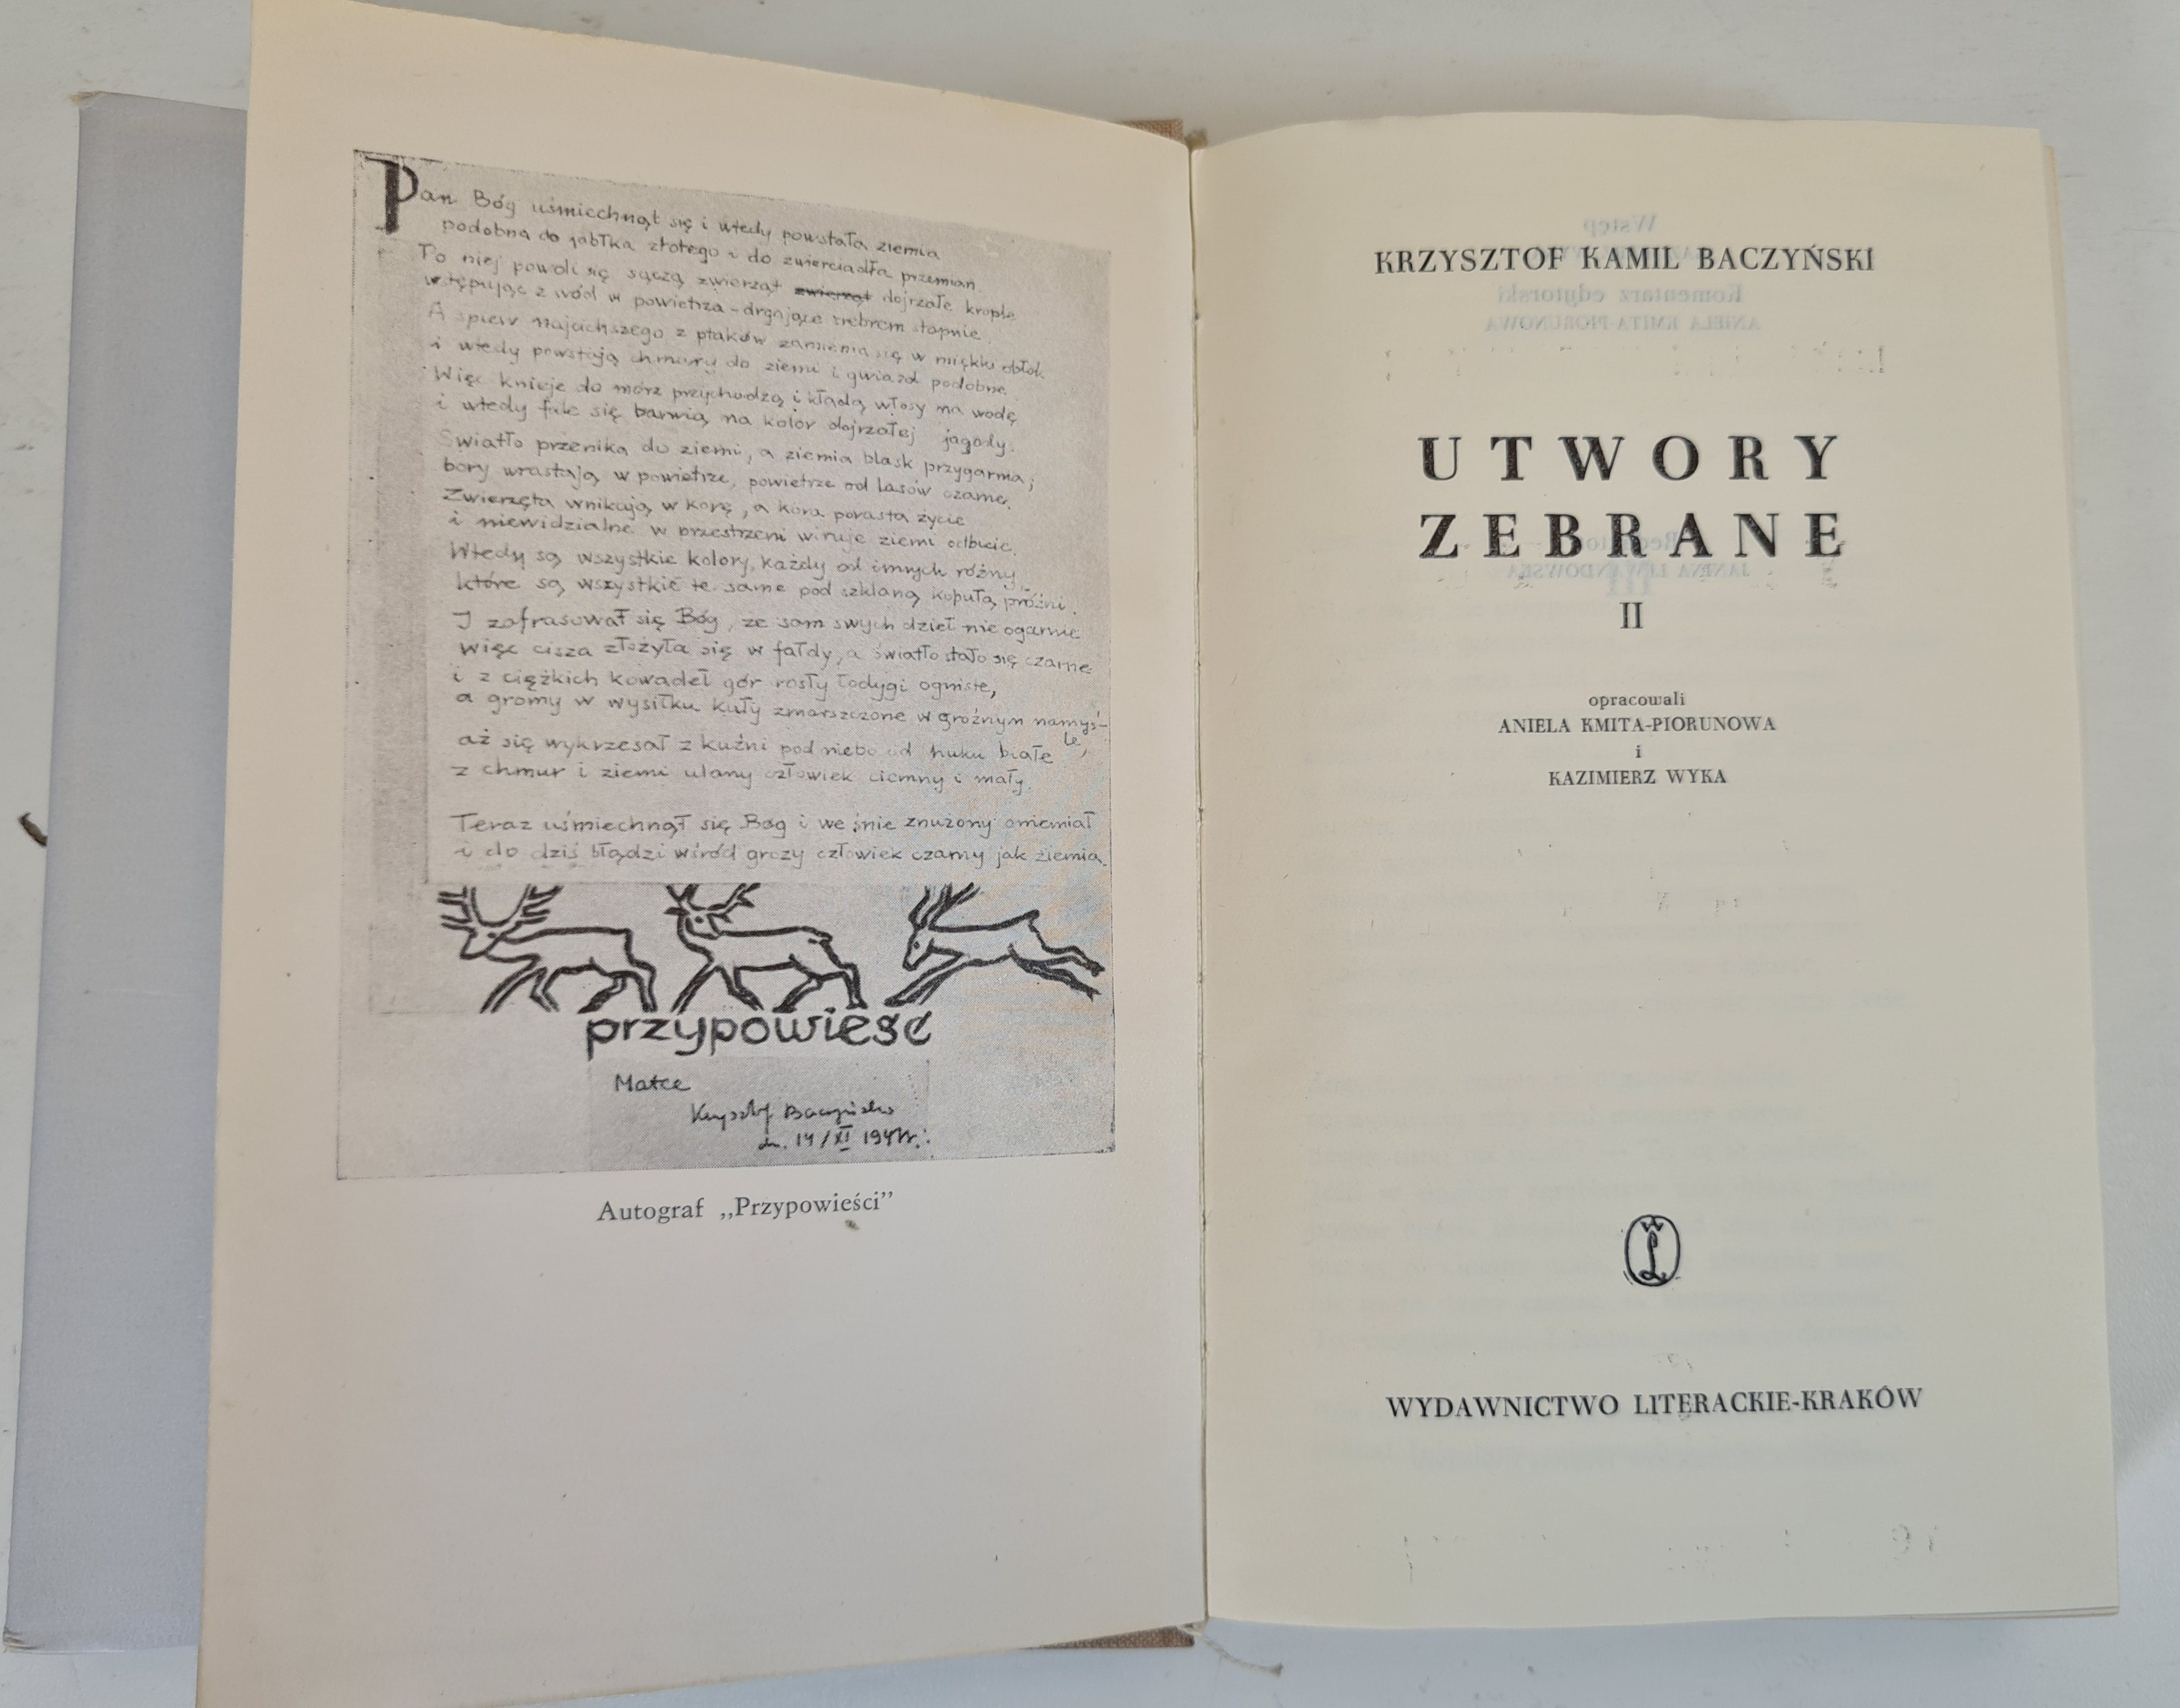 Pan Bóg uśmiechnął się i wtedy powstała ziemia
podobna do jabłka złotego i do zwierciadła przemian.
Po niej powoli się sączą zwierząt zwierząt dojrzałe krople
wstępując z wód w powietrza - drgające srebrem stopnie.
A śpiew najcichszego z ptaków zamienia się w miękki obłok
i wtedy powstają chmury do ziemi i gwiazd podobne.
Więc knieje do mórz przychodzą i kładą włosy na wodę
i wtedy fale się barwią na kolor dojrzałej jagody.
Światło przenika do ziemi, a ziemia blask przygarnia;
bory wrastają w powietrze, powietrze od lasów czarne.
Zwierzęta wnikają w korę, a kora porasta życie
i niewidzialne w przestrzeni wiruje ziemi odbicie.
Wtedy są wszystkie kolory, każdy od innych różny,
które są wszystkie te same pod szklaną kopułą próżni.
I zafrasował się Bóg, że sam swych dzieł nie ogarnie
więc cisza złożyła się w fałdy, a światło stało się czarne
i z ciężkich kowadeł gór rosły łodygi ogniste,
a gromy w wysiłku kuły zmarszczone w groźnym namyś-
le,
aż się wykrzesał z kuźni pod niebo od huku białe
z chmur i ziemi ulany człowiek ciemny i mały.
Teraz uśmiechnął się Bóg i we śnie znużony oniemiał
i do dziś błądzi wśród grozy człowiek czarny jak ziemia.
przypowieść
Matce
Krzysztof Baczyński
dn. 14/XI 1941r.
Autograf ,,Przypowieści”
KRZYSZTOF KAMIL BACZYŃSKI
UTWORY
ZEBRANE
II
opracowali
ANIELA KMITA-PIORUNOWA
i
KAZIMIERZ WYKA
WŁ
WYDAWNICTWO LITERACKIE-KRAKÓW